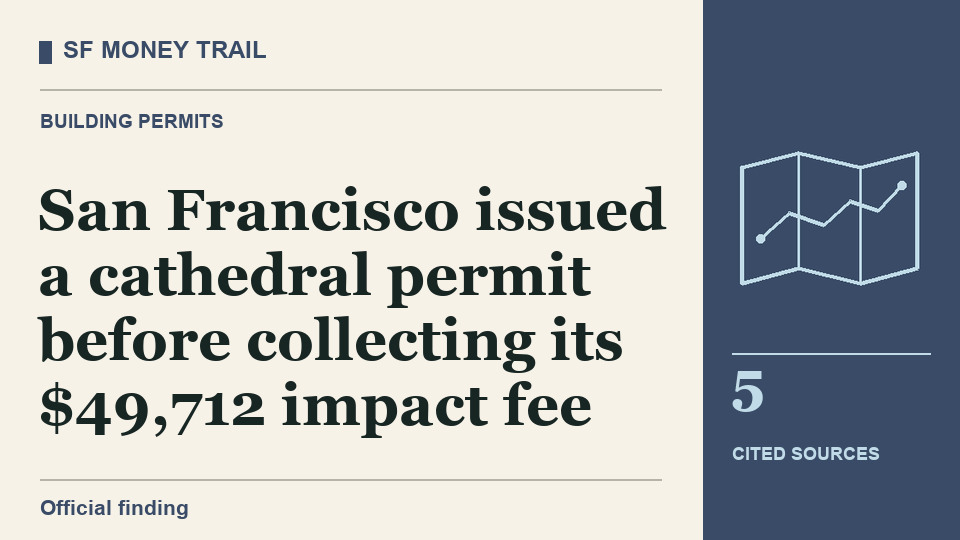 SF MONEY TRAIL
BUILDING PERMITS
San Francisco issued
a cathedral permit
before collecting its
$49,712 impact fee
Official finding
5
CITED SOURCES